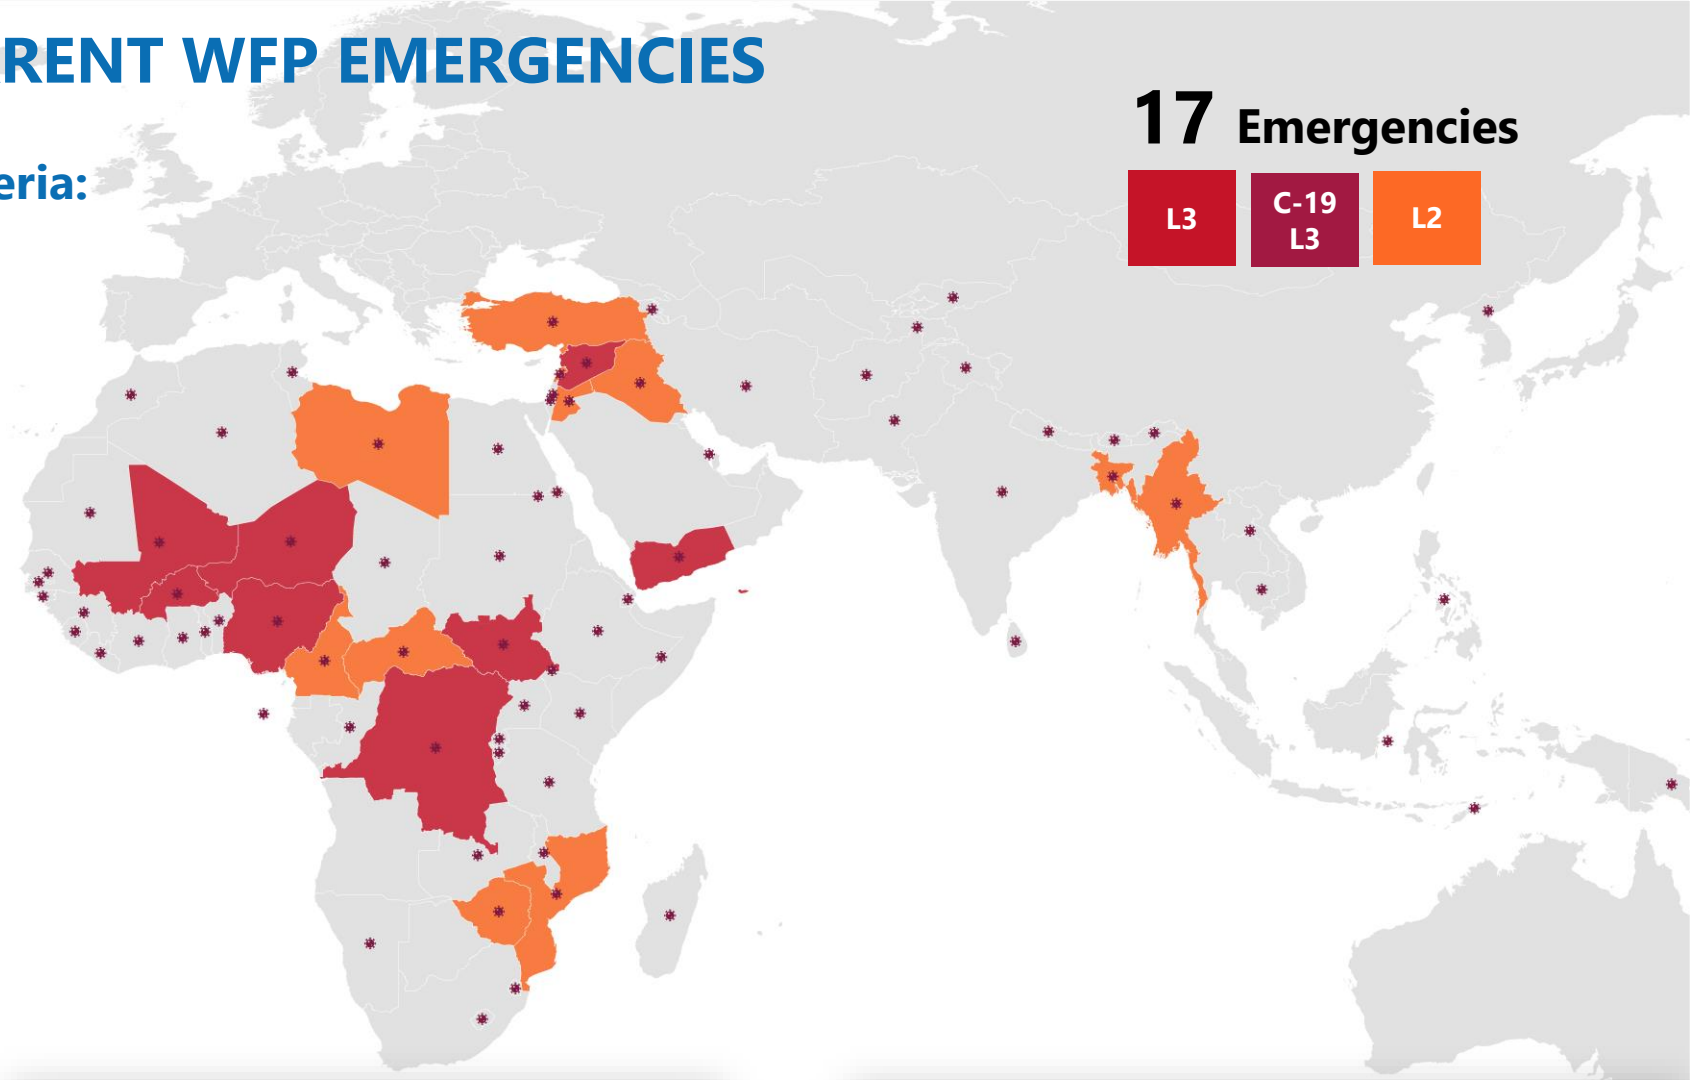 RENT WFP EMERGENCIES
eria:
17 Emergencies
L3
C-19
L3
L2